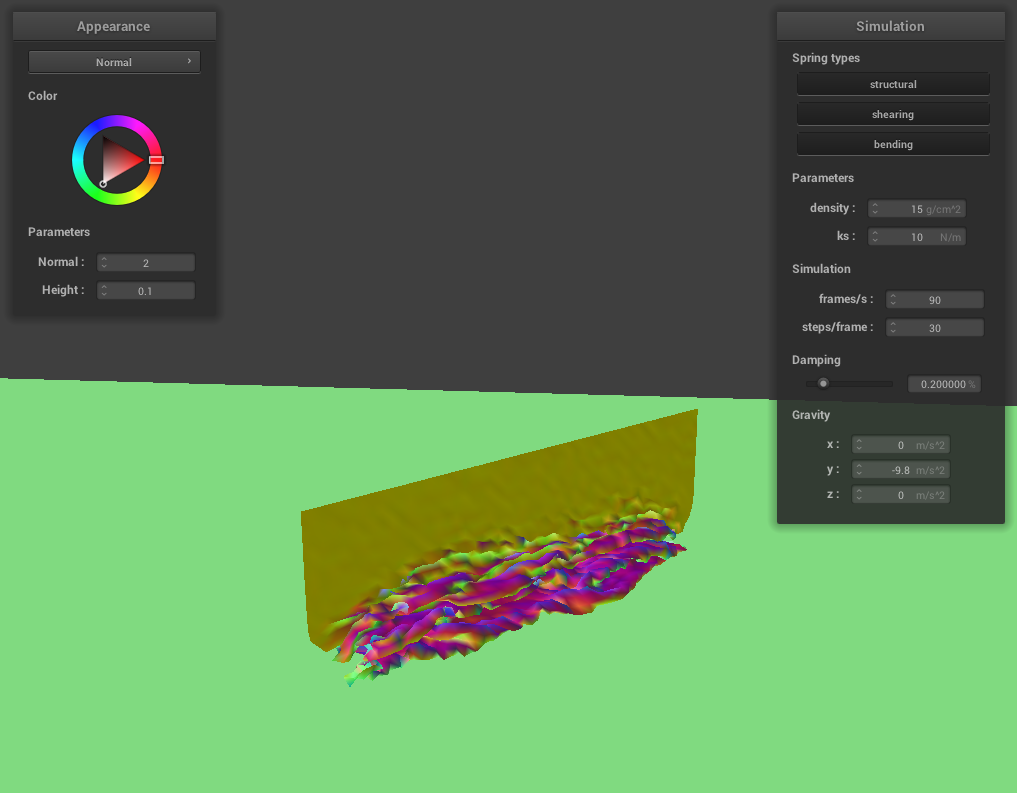 Appearance
Normal
Color
Parameters
Normal : 2
Height : 0.1
Simulation
Spring types
structural
shearing
bending
Parameters
density : 15 g/cm^2
ks : 10 N/m
Simulation
frames/s : 90
steps/frame : 30
Damping
0.200000 %
Gravity
x : 0 m/s^2
y : -9.8 m/s^2
z : 0 m/s^2